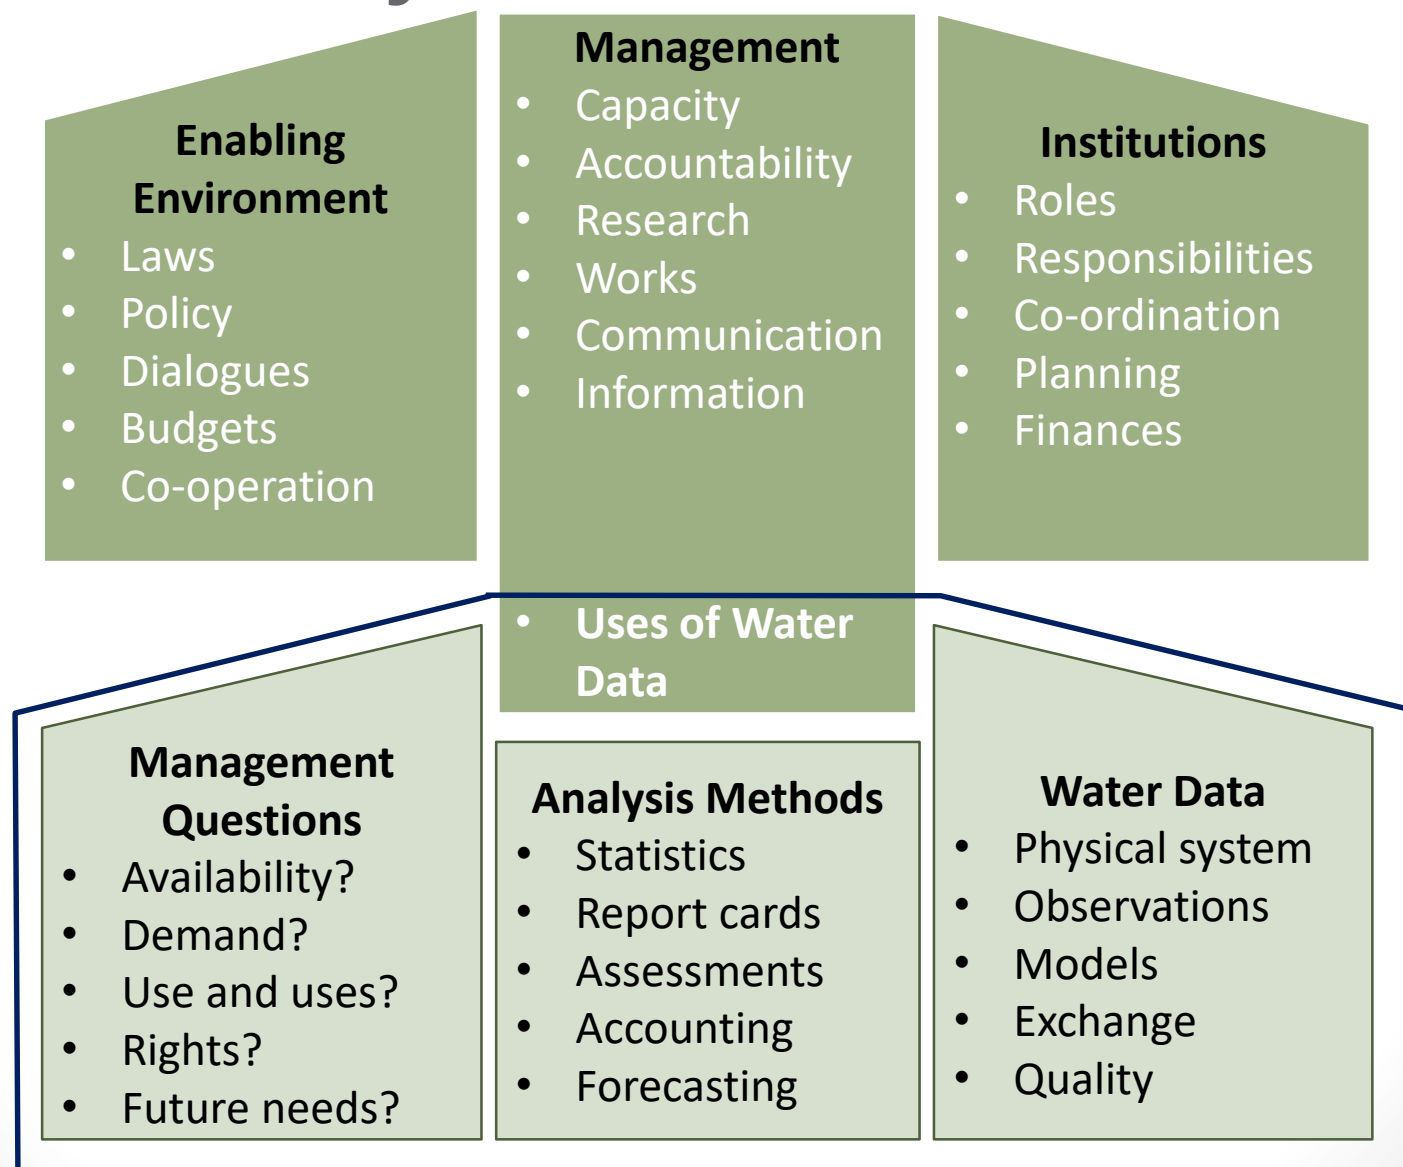 Enabling
Environment
• Laws
• Policy
• Dialogues
• Budgets
• Co-operation
Management
• Capacity
• Accountability
• Research
• Works
• Communication
• Information
• Uses of Water
Data
Institutions
• Roles
• Responsibilities
• Co-ordination
• Planning
• Finances
Management
Questions
• Availability?
• Demand?
• Use and uses?
• Rights?
• Future needs?
Analysis Methods
• Statistics
• Report cards
• Assessments
• Accounting
• Forecasting
Water Data
• Physical system
• Observations
• Models
• Exchange
• Quality